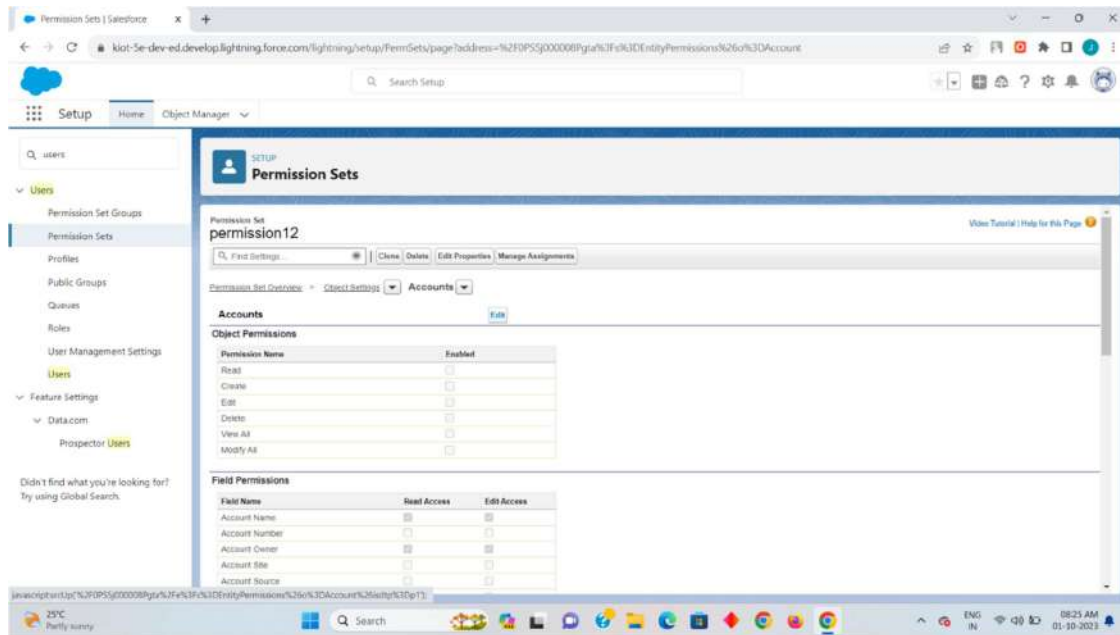 Permission Sets | Salesforce
kiot-5e-dev-ed.develop.lightning.force.com/lightning/setup/PermSets/page?address=%2F0PS5j000008Pgta%3Fs%3DEntityPermissions%26o%3DAccount
Search Setup
Setup Home Object Manager
users
Users
Permission Set Groups
Permission Sets
Profiles
Public Groups
Queues
Roles
User Management Settings
Users
Feature Settings
Data.com
Prospector Users
Didn't find what you're looking for?
Try using Global Search.
SETUP
Permission Sets
Permission Set
permission12
Video Tutorial | Help for this Page
Find Settings... Clone Delete Edit Properties Manage Assignments
Permission Set Overview > Object Settings Accounts
Accounts Edit
Object Permissions
Permission Name Enabled
Read
Create
Edit
Delete
View All
Modify All
Field Permissions
Field Name Read Access Edit Access
Account Name
Account Number
Account Owner
Account Site
Account Source
25°C
Partly sunny
Search
ENG
IN
08:25 AM
01-10-2023